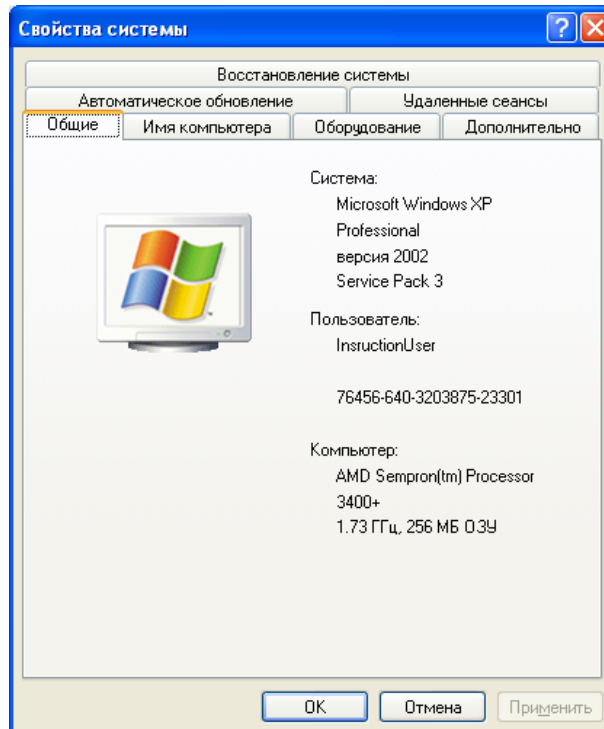 Свойства системы
Восстановление системы
Автоматическое обновление
Удаленные сеансы
Общие
Имя компьютера
Оборудование
Дополнительно
Система:
Microsoft Windows XP
Professional
версия 2002
Service Pack 3
Пользователь:
InsructionUser
76456-640-3203875-23301
Компьютер:
AMD Sempron(tm) Processor
3400+
1.73 ГГц, 256 МБ ОЗУ
OK
Отмена
Применить